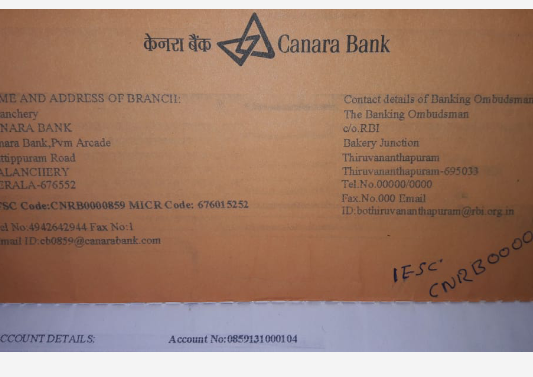 केनरा बैंक Canara Bank
ME AND ADDRESS OF BRANCH:
anchery
NARA BANK
nara Bank,Pvm Arcade
ttippuram Road
ALANCHERY
ERALA-676552
FSC Code:CNRB0000859 MICR Code: 676015252
el No:4942642944 Fax No:1
mail ID:cb0859@canarabank.com
Contact details of Banking Ombudsman
The Banking Ombudsman
c/o.RBI
Bakery Junction
Thiruvananthapuram
Thiruvananthapuram-695033
Tel.No.00000/0000
Fax.No.000 Email
ID:bothiruvananthapuram@rbi.org.in
IESC:
CNRB0000
CCOUNT DETAILS: Account No:0859131000104